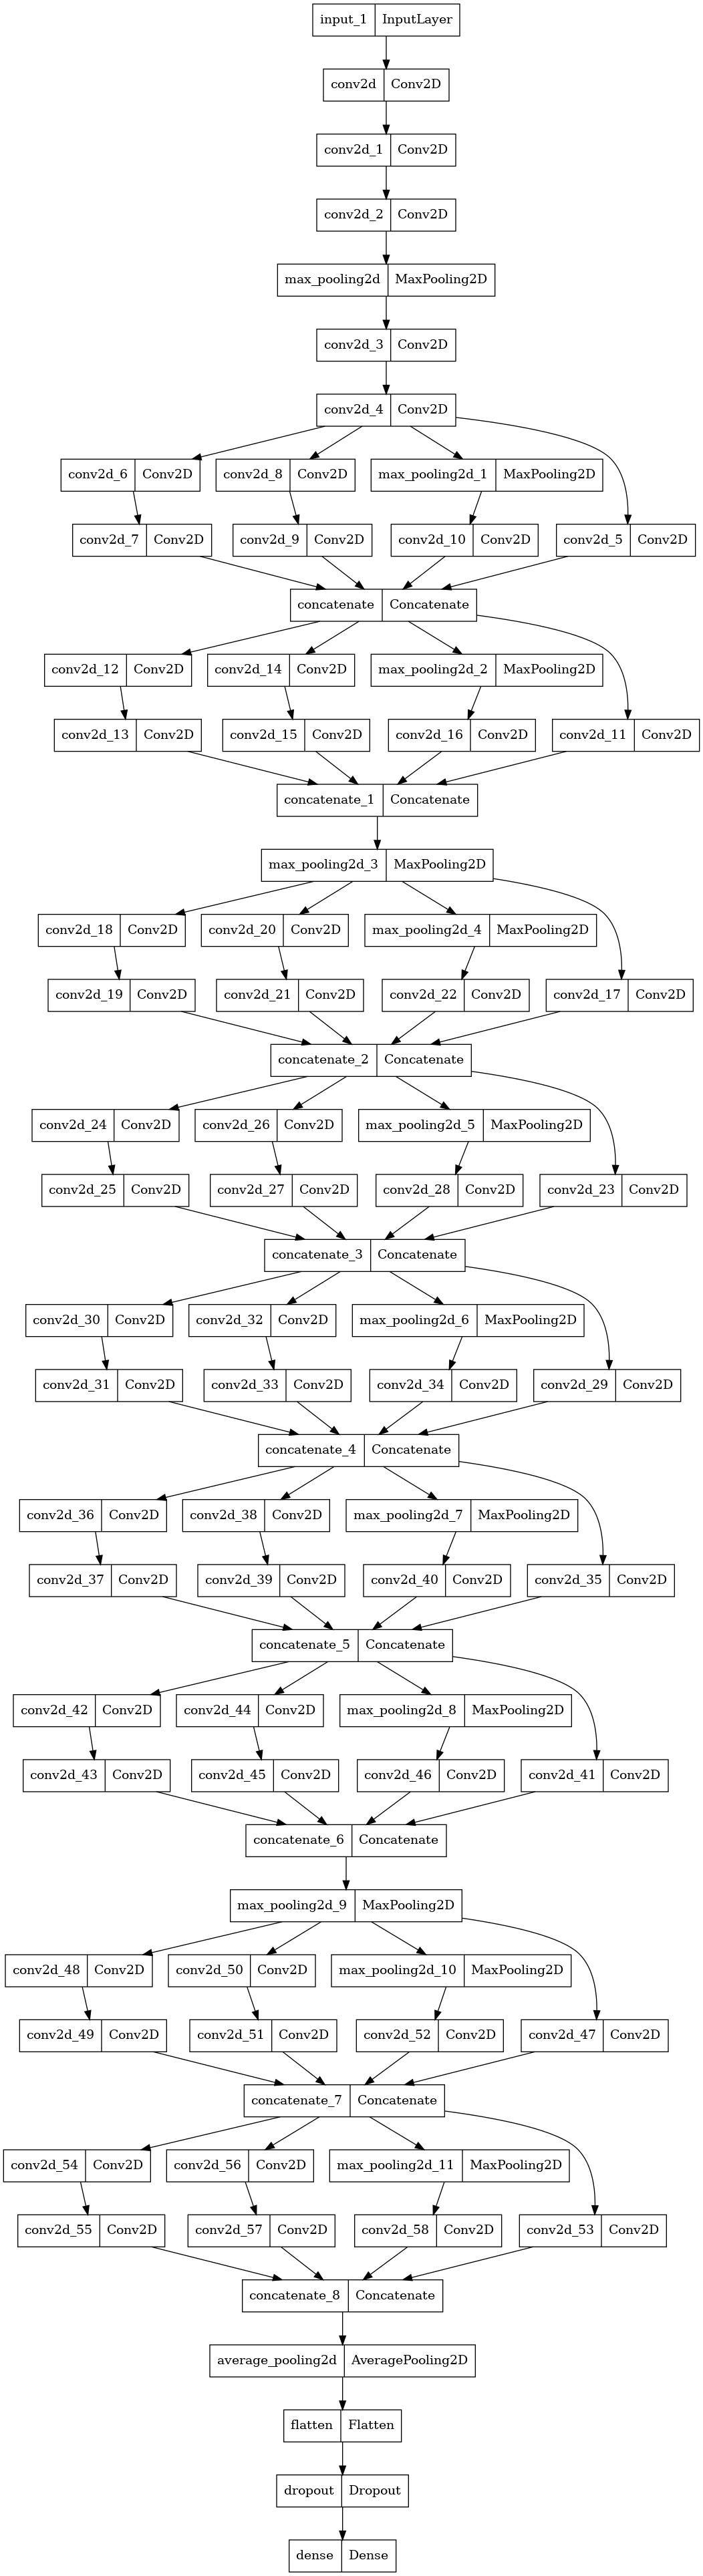 input_1 InputLayer
conv2d Conv2D
conv2d_1 Conv2D
conv2d_2 Conv2D
max_pooling2d MaxPooling2D
conv2d_3 Conv2D
conv2d_4 Conv2D
conv2d_6 Conv2D conv2d_8 Conv2D max_pooling2d_1 MaxPooling2D
conv2d_7 Conv2D conv2d_9 Conv2D conv2d_10 Conv2D conv2d_5 Conv2D
concatenate Concatenate
conv2d_12 Conv2D conv2d_14 Conv2D max_pooling2d_2 MaxPooling2D
conv2d_13 Conv2D conv2d_15 Conv2D conv2d_16 Conv2D conv2d_11 Conv2D
concatenate_1 Concatenate
max_pooling2d_3 MaxPooling2D
conv2d_18 Conv2D conv2d_20 Conv2D max_pooling2d_4 MaxPooling2D
conv2d_19 Conv2D conv2d_21 Conv2D conv2d_22 Conv2D conv2d_17 Conv2D
concatenate_2 Concatenate
conv2d_24 Conv2D conv2d_26 Conv2D max_pooling2d_5 MaxPooling2D
conv2d_25 Conv2D conv2d_27 Conv2D conv2d_28 Conv2D conv2d_23 Conv2D
concatenate_3 Concatenate
conv2d_30 Conv2D conv2d_32 Conv2D max_pooling2d_6 MaxPooling2D
conv2d_31 Conv2D conv2d_33 Conv2D conv2d_34 Conv2D conv2d_29 Conv2D
concatenate_4 Concatenate
conv2d_36 Conv2D conv2d_38 Conv2D max_pooling2d_7 MaxPooling2D
conv2d_37 Conv2D conv2d_39 Conv2D conv2d_40 Conv2D conv2d_35 Conv2D
concatenate_5 Concatenate
conv2d_42 Conv2D conv2d_44 Conv2D max_pooling2d_8 MaxPooling2D
conv2d_43 Conv2D conv2d_45 Conv2D conv2d_46 Conv2D conv2d_41 Conv2D
concatenate_6 Concatenate
max_pooling2d_9 MaxPooling2D
conv2d_48 Conv2D conv2d_50 Conv2D max_pooling2d_10 MaxPooling2D
conv2d_49 Conv2D conv2d_51 Conv2D conv2d_52 Conv2D conv2d_47 Conv2D
concatenate_7 Concatenate
conv2d_54 Conv2D conv2d_56 Conv2D max_pooling2d_11 MaxPooling2D
conv2d_55 Conv2D conv2d_57 Conv2D conv2d_58 Conv2D conv2d_53 Conv2D
concatenate_8 Concatenate
average_pooling2d AveragePooling2D
flatten Flatten
dropout Dropout
dense Dense